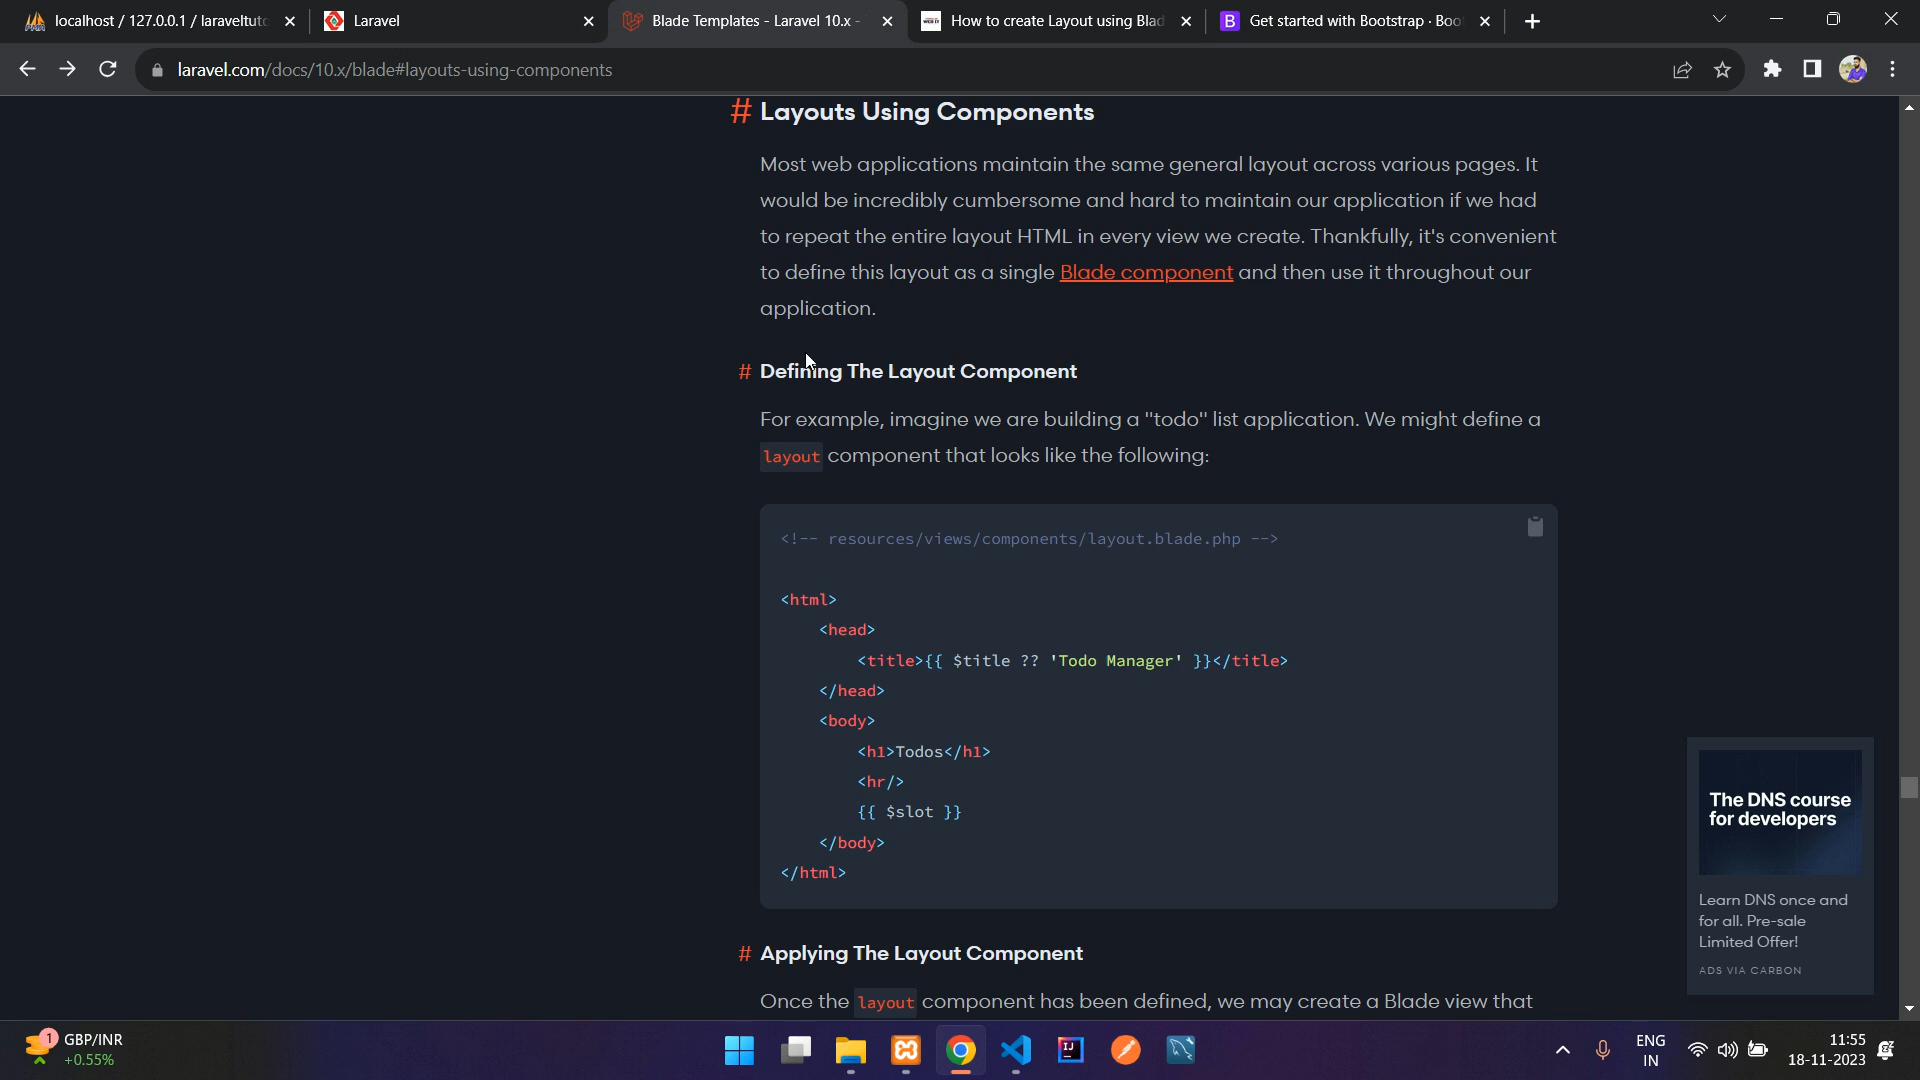 localhost / 127.0.0.1 / laraveltuto
Laravel
Blade Templates - Laravel 10.x -
How to create Layout using Blad
Get started with Bootstrap · Boo
laravel.com/docs/10.x/blade#layouts-using-components
# Layouts Using Components
Most web applications maintain the same general layout across various pages. It
would be incredibly cumbersome and hard to maintain our application if we had
to repeat the entire layout HTML in every view we create. Thankfully, it's convenient
to define this layout as a single Blade component and then use it throughout our
application.
# Defining The Layout Component
For example, imagine we are building a "todo" list application. We might define a
layout component that looks like the following:
<!-- resources/views/components/layout.blade.php -->
<html>
<head>
<title>{{ $title ?? 'Todo Manager' }}</title>
</head>
<body>
<h1>Todos</h1>
<hr/>
{{ $slot }}
</body>
</html>
# Applying The Layout Component
Once the layout component has been defined, we may create a Blade view that
The DNS course
for developers
Learn DNS once and
for all. Pre-sale
Limited Offer!
ADS VIA CARBON
1
GBP/INR
+0.55%
ENG
IN
11:55
18-11-2023